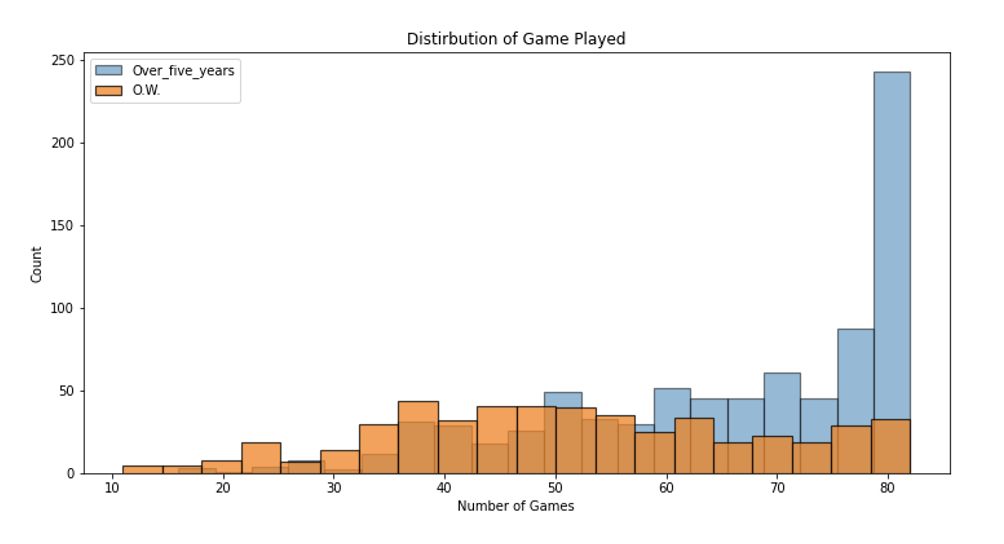 Distirbution of Game Played
250
200
150
100
50
0
Count
Over_five_years
O.W.
10 20 30 40 50 60 70 80
Number of Games